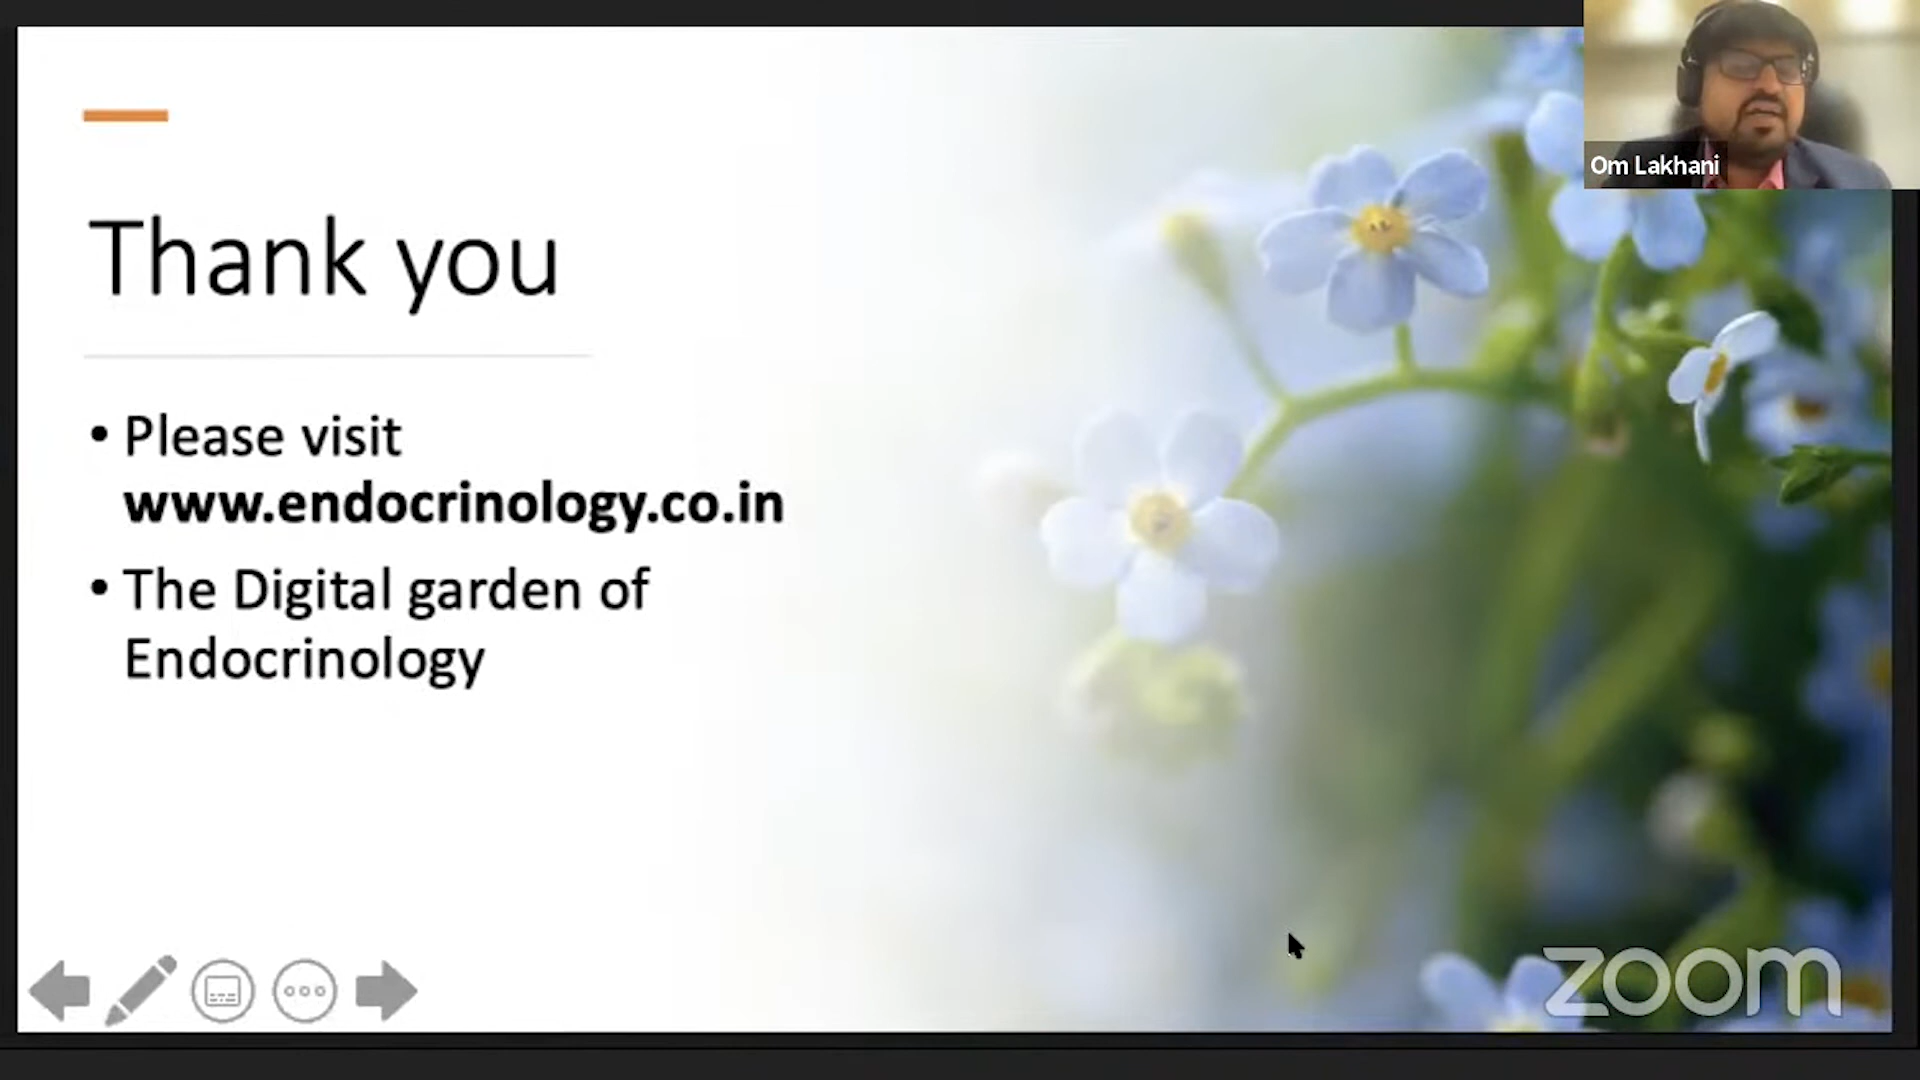 Om Lakhani
Thank you
• Please visit
www.endocrinology.co.in
• The Digital garden of
Endocrinology
zoom